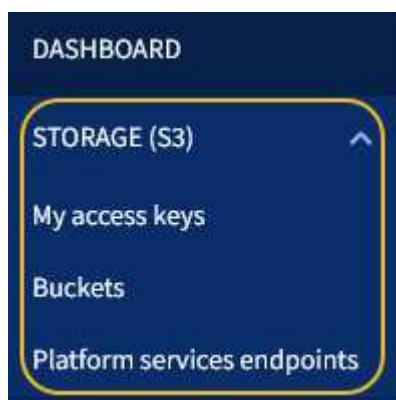 DASHBOARD
STORAGE (S3)
My access keys
Buckets
Platform services endpoints